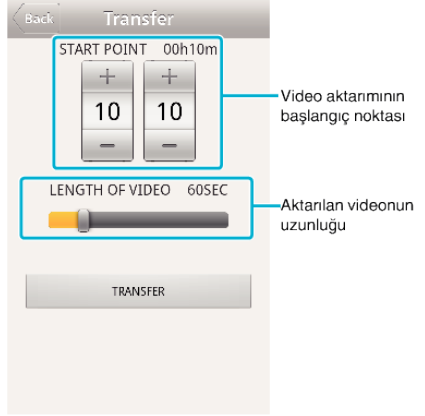 Back Transfer
START POINT 00h10m
+ +
10 10
− −
Video aktarımının
başlangıç noktası
LENGTH OF VIDEO 60SEC
Aktarılan videonun
uzunluğu
TRANSFER